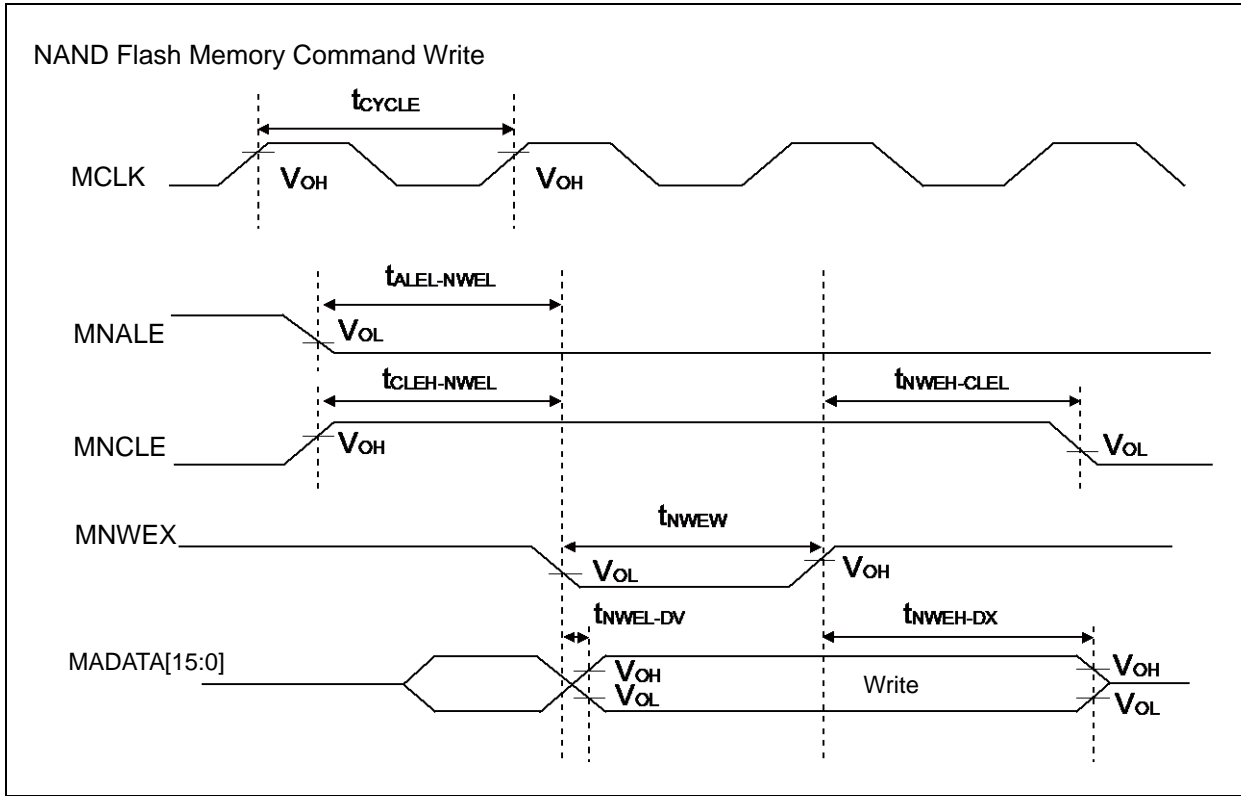 NAND Flash Memory Command Write
tCYCLE
MCLK
VOH
VOH
tALEL-NWEL
MNALE
VOL
tCLEH-NWEL
tNWEH-CLEL
MNCLE
VOH
VOL
MNWEX
tNWEW
VOL
VOH
tNWEL-DV
tNWEH-DX
MADATA[15:0]
VOH
VOL
Write
VOH
VOL